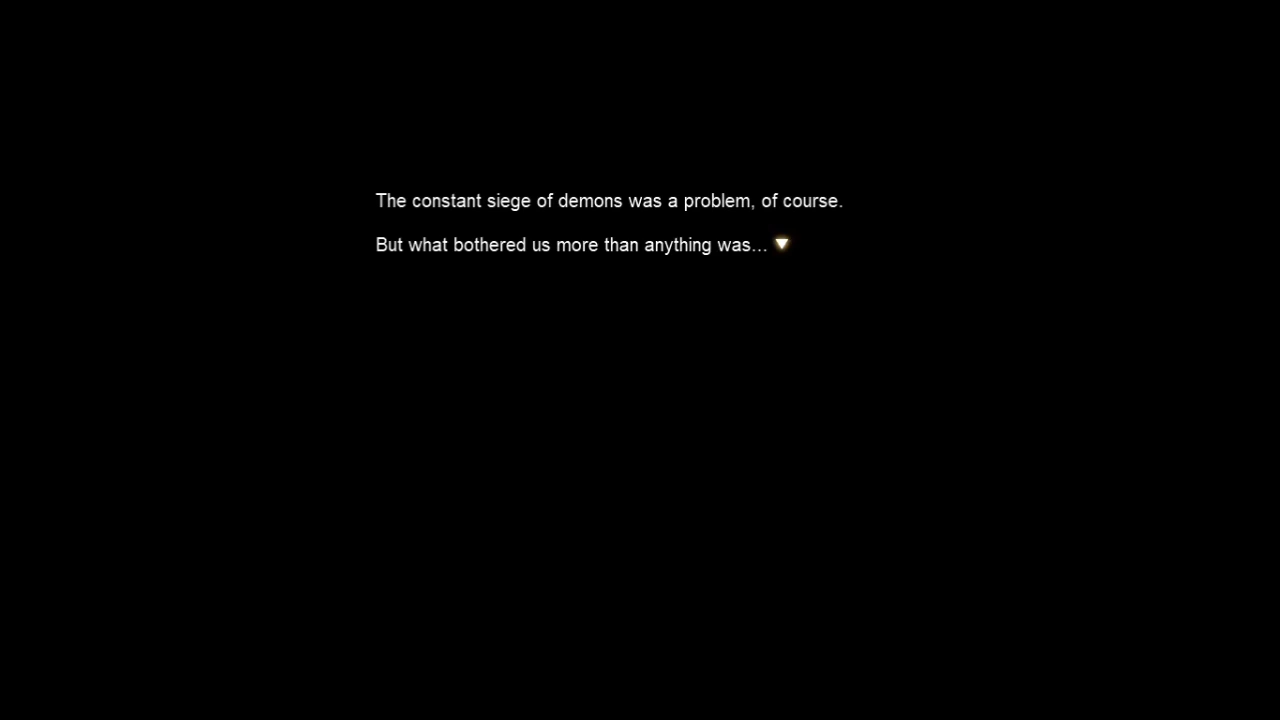 The constant siege of demons was a problem, of course.
But what bothered us more than anything was...